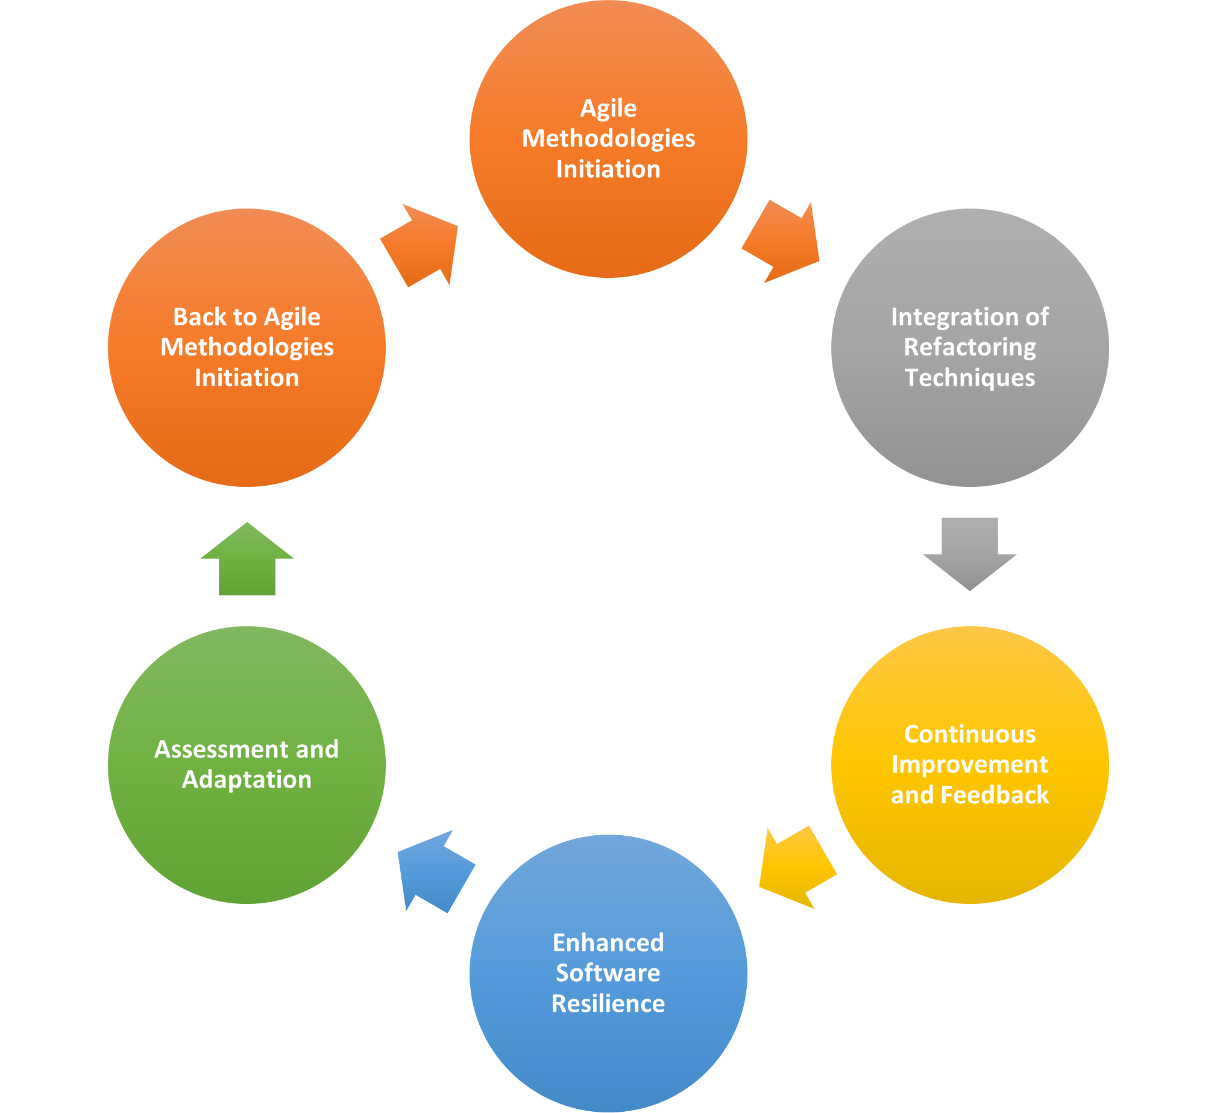 Agile
Methodologies
Initiation
Integration of
Refactoring
Techniques
Continuous
Improvement
and Feedback
Enhanced
Software
Resilience
Assessment and
Adaptation
Back to Agile
Methodologies
Initiation